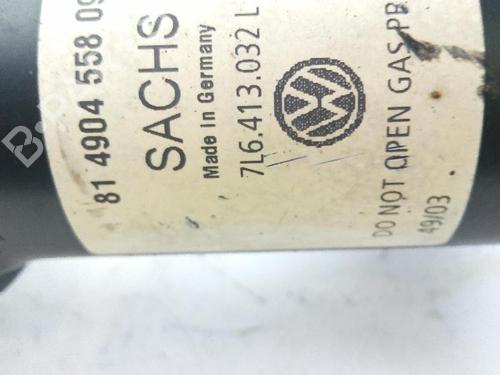 81 4904 558 09
SACHS
Made in Germany
7L6.413.032 L
DO NOT OPEN GAS
49/03